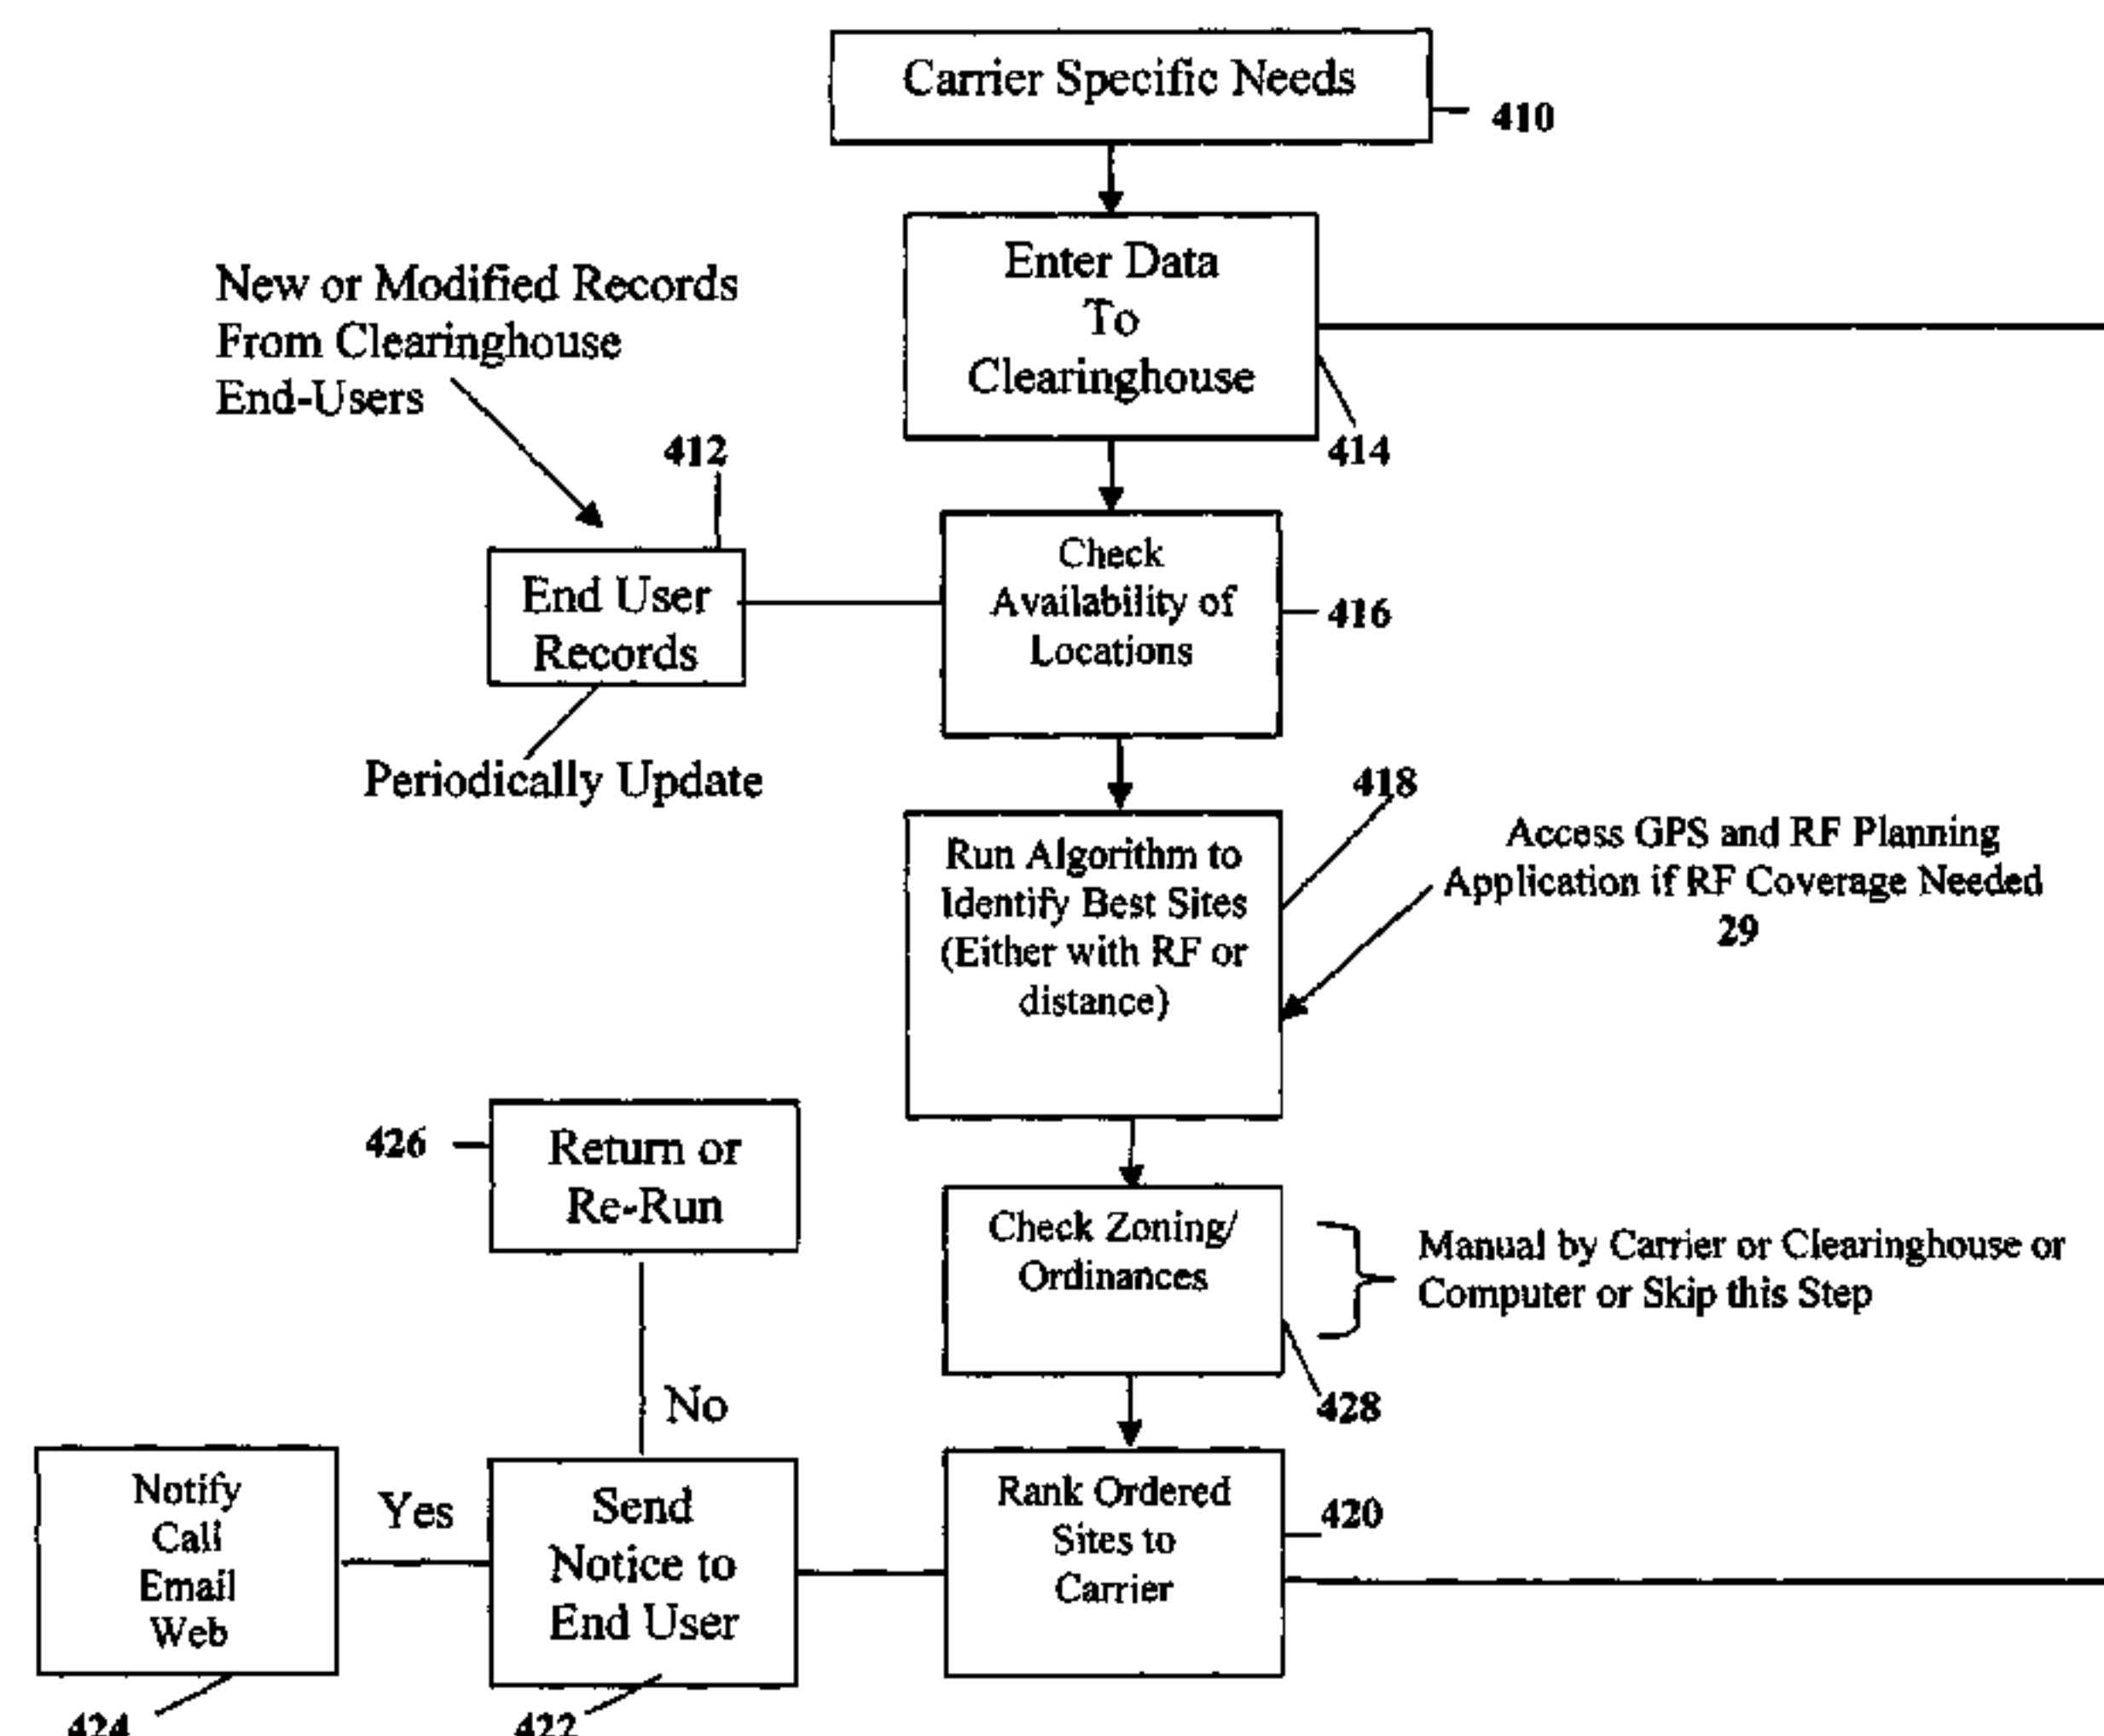 Carrier Specific Needs
410
Enter Data
To
Clearinghouse
414
New or Modified Records
From Clearinghouse
End-Users
412
End User
Records
Periodically Update
Check
Availability of
Locations
416
418
Run Algorithm to
Identify Best Sites
(Either with RF or
distance)
Access GPS and RF Planning
Application if RF Coverage Needed
29
426
Return or
Re-Run
Check Zoning/
Ordinances
Manual by Carrier or Clearinghouse or
Computer or Skip this Step
428
No
Notify
Call
Email
Web
Yes
Send
Notice to
End User
Rank Ordered
Sites to
Carrier
420
424
422